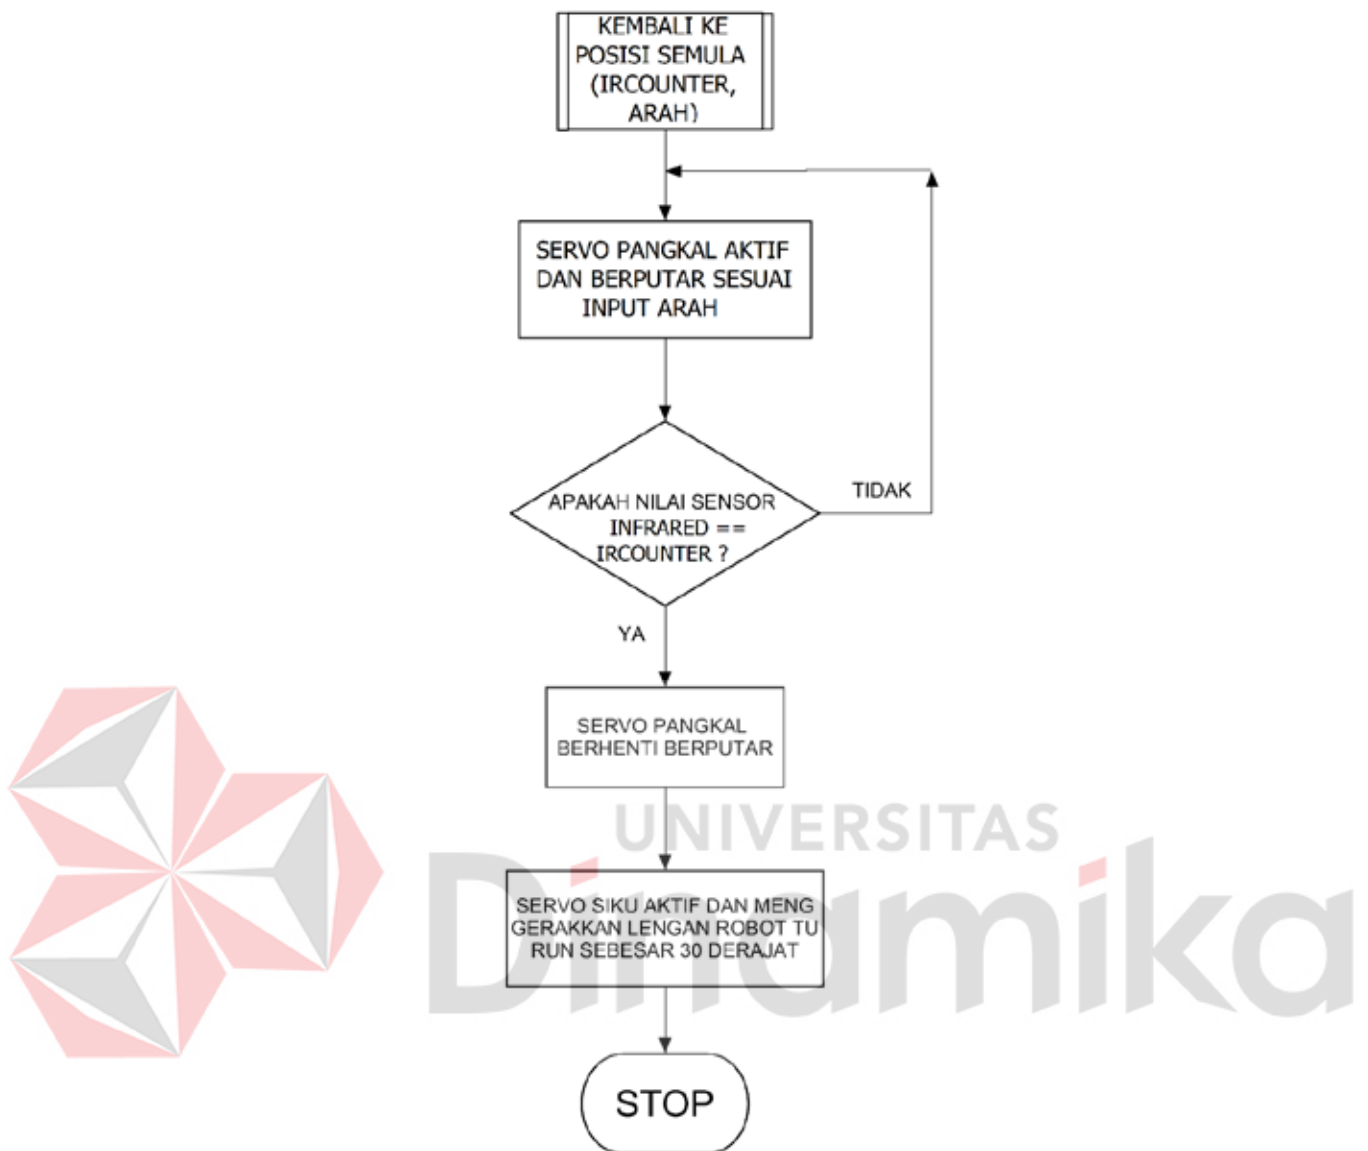 KEMBALI KE
POSISI SEMULA
(IRCOUNTER,
ARAH)
SERVO PANGKAL AKTIF
DAN BERPUTAR SESUAI
INPUT ARAH
APAKAH NILAI SENSOR
INFRARED ==
IRCOUNTER ?
TIDAK
YA
SERVO PANGKAL
BERHENTI BERPUTAR
UNIVERSITAS
Dinamika
SERVO SIKU AKTIF DAN MENG
GERAKKAN LENGAN ROBOT TU
RUN SEBESAR 30 DERAJAT
STOP